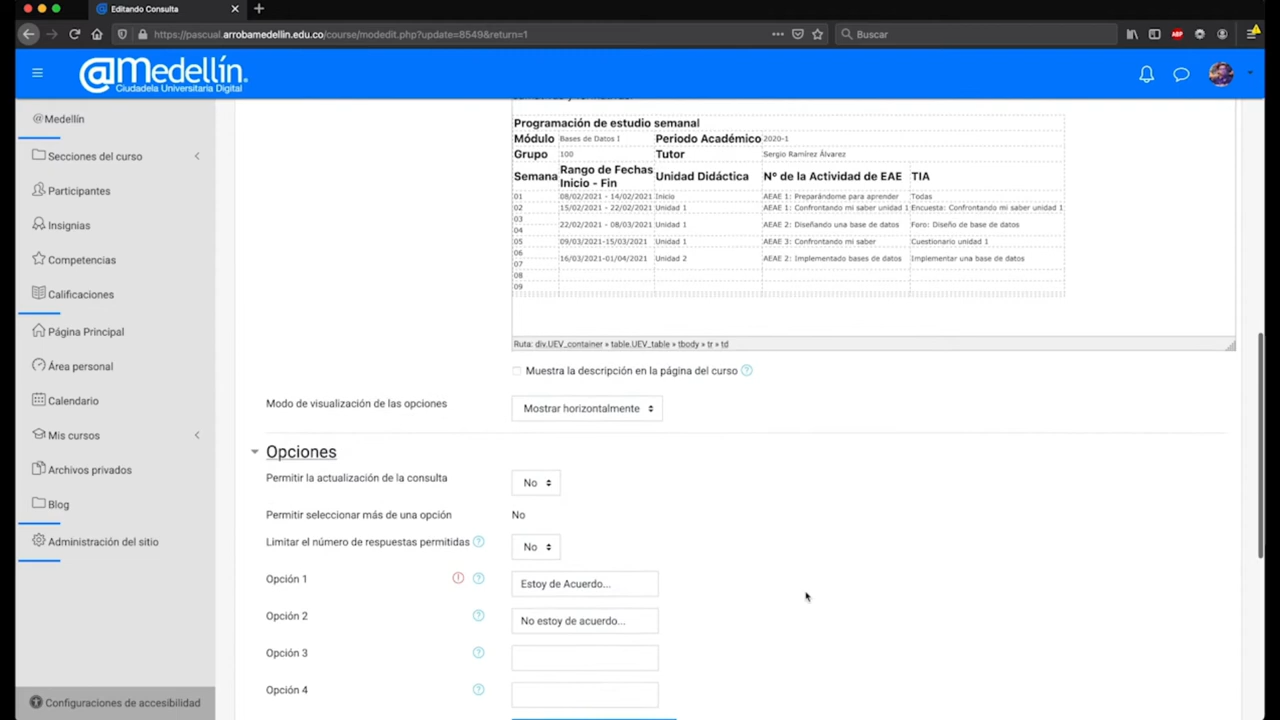 Editando Consulta
https://pascual.arrobamedellin.edu.co/course/modedit.php?update=8549&return=1
Buscar
ABP
@Medellín.
Ciudadela Universitaria Digital
@Medellín
Secciones del curso
Participantes
Insignias
Competencias
Calificaciones
Página Principal
Área personal
Calendario
Mis cursos
Archivos privados
Blog
Administración del sitio
Configuraciones de accesibilidad
Programación de estudio semanal
Módulo Bases de Datos I Periodo Académico 2020-1
Grupo 100 Tutor Sergio Ramírez Álvarez
Semana Rango de Fechas Inicio - Fin Unidad Didáctica Nº de la Actividad de EAE TIA
01 08/02/2021 - 14/02/2021 Inicio AEAE 1: Preparándome para aprender Todas
02 15/02/2021 - 22/02/2021 Unidad 1 AEAE 1: Confrontando mi saber unidad 1 Encuesta: Confrontando mi saber unidad 1
03
04 22/02/2021 - 08/03/2021 Unidad 1 AEAE 2: Diseñando una base de datos Foro: Diseño de base de datos
05 09/03/2021-15/03/2021 Unidad 1 AEAE 3: Confrontando mi saber Cuestionario unidad 1
06
07 16/03/2021-01/04/2021 Unidad 2 AEAE 2: Implementado bases de datos Implementar una base de datos
08
09
Ruta: div.UEV_container » table.UEV_table » tbody » tr » td
Muestra la descripción en la página del curso
Modo de visualización de las opciones Mostrar horizontalmente
Opciones
Permitir la actualización de la consulta No
Permitir seleccionar más de una opción No
Limitar el número de respuestas permitidas No
Opción 1 Estoy de Acuerdo...
Opción 2 No estoy de acuerdo...
Opción 3
Opción 4